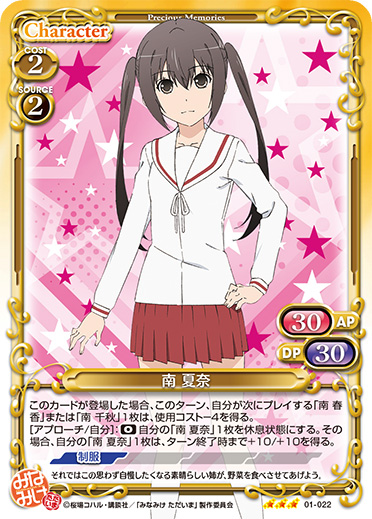 Precious Memories
Character
COST
2
SOURCE
2
30 AP
DP 30
南 夏奈
このカードが登場した場合、このターン、自分が次にプレイする「南 春
香」または「南 千秋」1枚は、使用コスト-4を得る。
[アプローチ/自分]:自分の「南 夏奈」1枚を休息状態にする。その
場合、自分の「南 夏奈」1枚は、ターン終了時まで+10/+10を得る。
制服
それではこの思わず自慢したくなる素晴らしい姉が、野菜を食べさせてあげよう。
みなみけ
©桜場コハル・講談社／「みなみけ ただいま」製作委員会
01-022